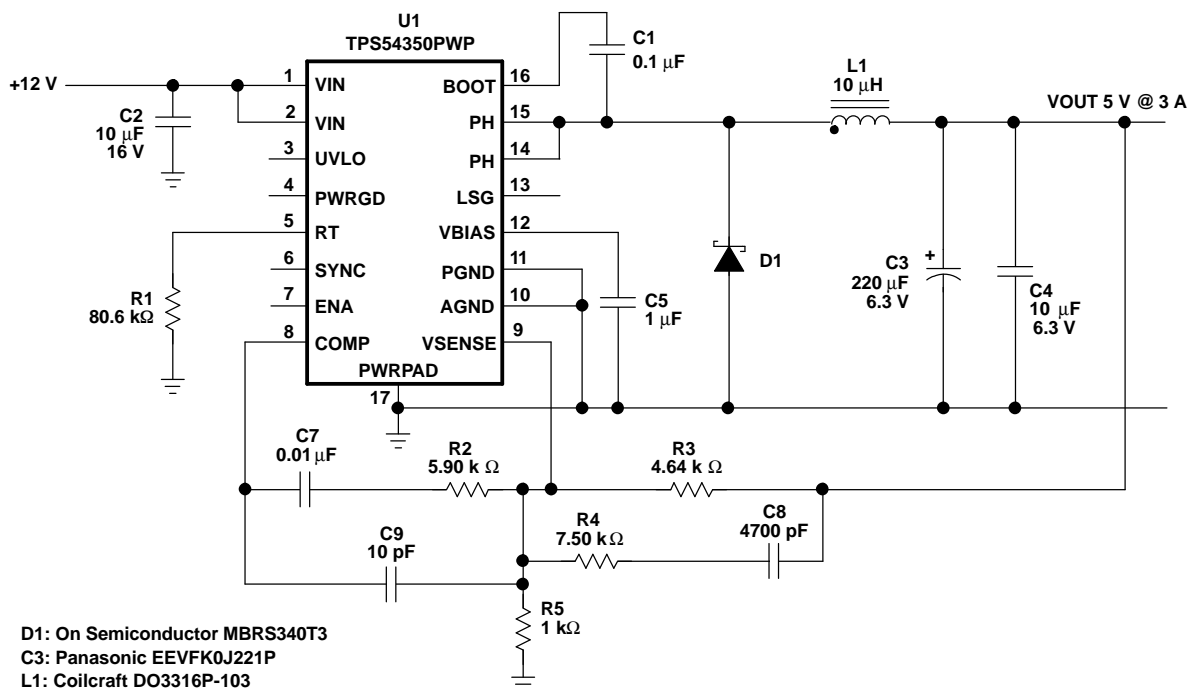 U1
TPS54350PWP
+12 V
C2
10 μF
16 V
1
VIN
2
VIN
3
UVLO
4
PWRGD
5
RT
6
SYNC
7
ENA
8
COMP
16
BOOT
15
PH
14
PH
13
LSG
12
VBIAS
11
PGND
10
AGND
9
VSENSE
PWRPAD
17
C1
0.1 μF
L1
10 μH
VOUT 5 V @ 3 A
R1
80.6 kΩ
C5
1 μF
D1
+
C3
220 μF
6.3 V
C4
10 μF
6.3 V
C7
0.01 μF
R2
5.90 k Ω
R3
4.64 k Ω
C9
10 pF
R4
7.50 k Ω
C8
4700 pF
R5
1 kΩ
D1: On Semiconductor MBRS340T3
C3: Panasonic EEVFK0J221P
L1: Coilcraft DO3316P-103